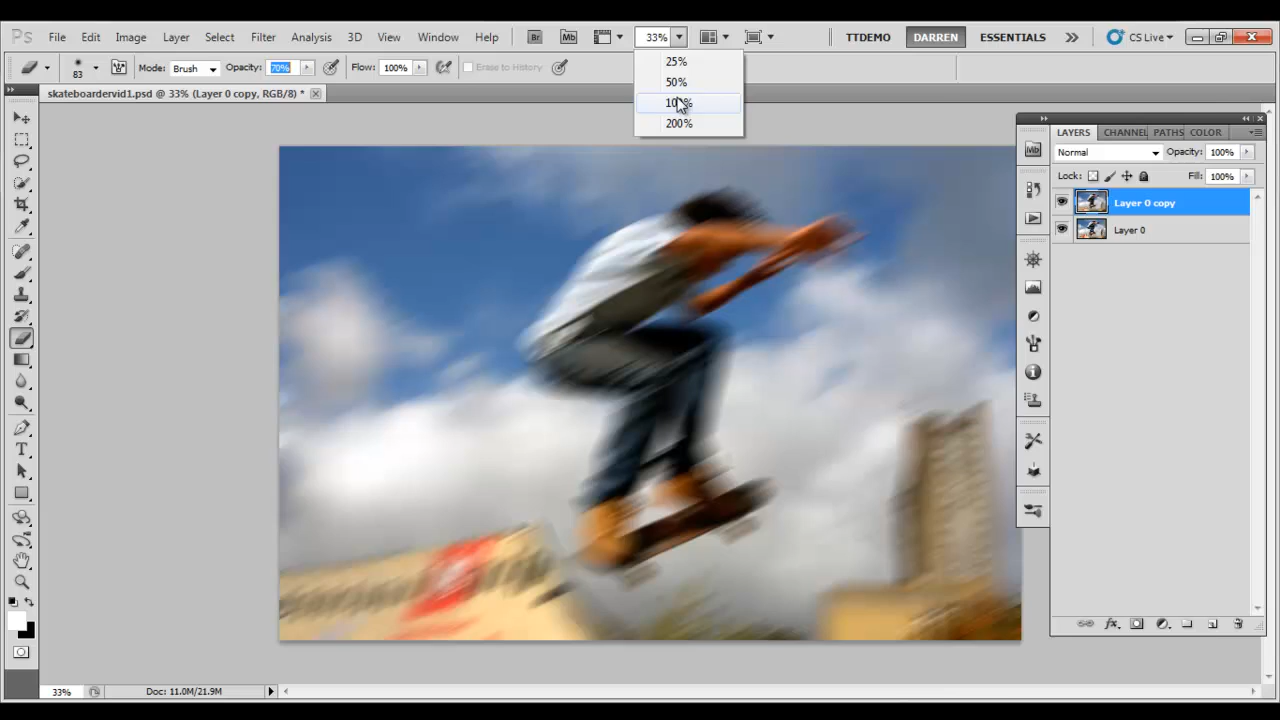 Ps File Edit Image Layer Select Filter Analysis 3D View Window Help Br Mb 33% TTDEMO DARREN ESSENTIALS CS Live
25%
50%
100%
200%
83 Mode: Brush Opacity: 70% Flow: 100% Erase to History
skateboardervid1.psd @ 33% (Layer 0 copy, RGB/8) *
LAYERS CHANNEL PATHS COLOR
Mb Normal Opacity: 100%
Lock: Fill: 100%
Layer 0 copy
Layer 0
T
fx
33% Doc: 11.0M/21.9M